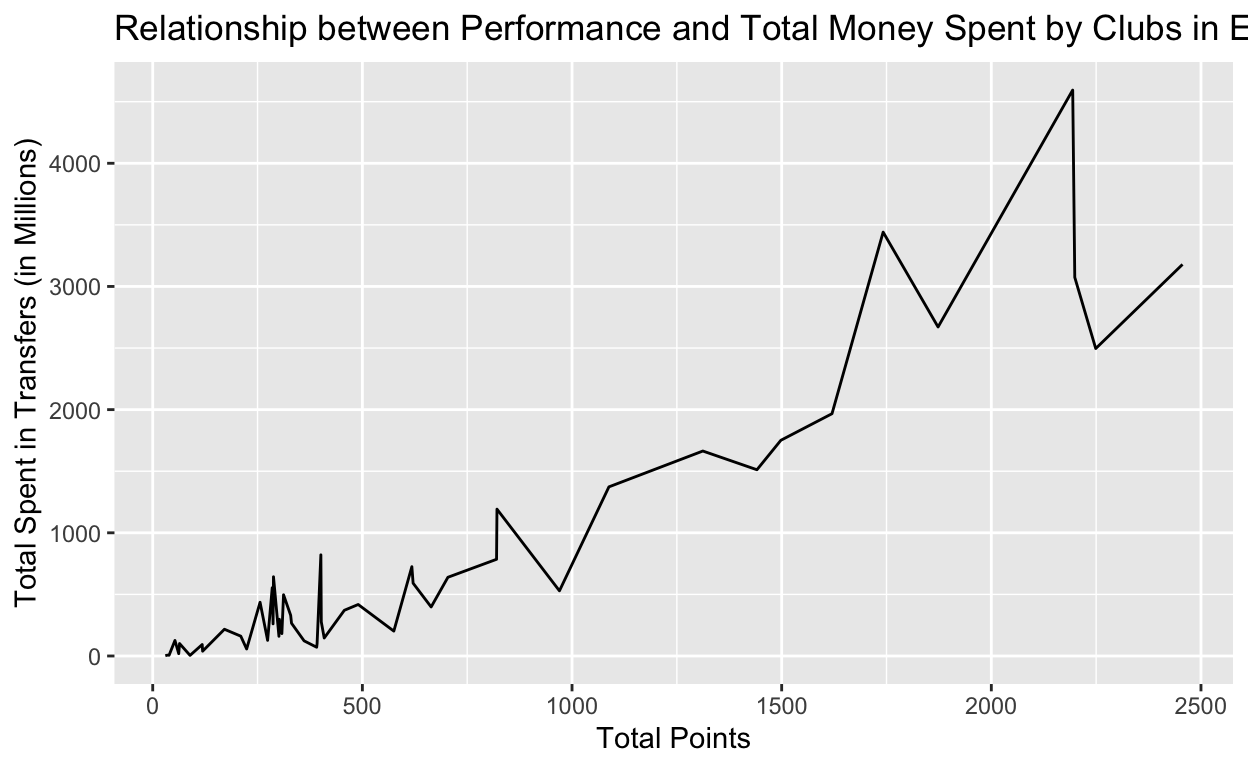 Relationship between Performance and Total Money Spent by Clubs in E
Total Spent in Transfers (in Millions)
4000
3000
2000
1000
0
0 500 1000 1500 2000 2500
Total Points